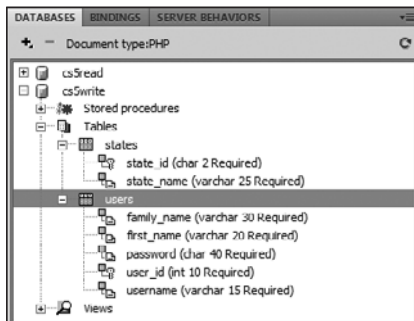 DATABASES BINDINGS SERVER BEHAVIORS
Document type:PHP
cs5read
cs5write
Stored procedures
Tables
states
state_id (char 2 Required)
state_name (varchar 25 Required)
users
family_name (varchar 30 Required)
first_name (varchar 20 Required)
password (char 40 Required)
user_id (int 10 Required)
username (varchar 15 Required)
Views